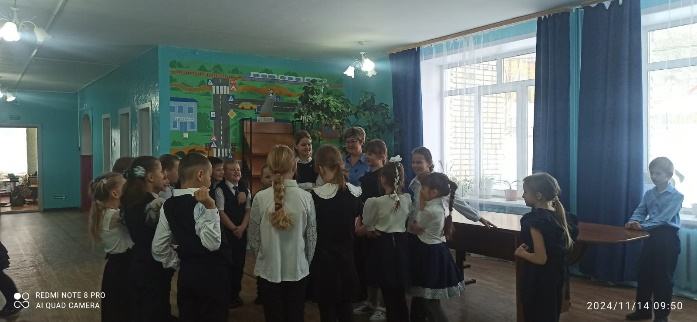 REDMI NOTE 8 PRO
AI QUAD CAMERA
2024/11/14 09:50